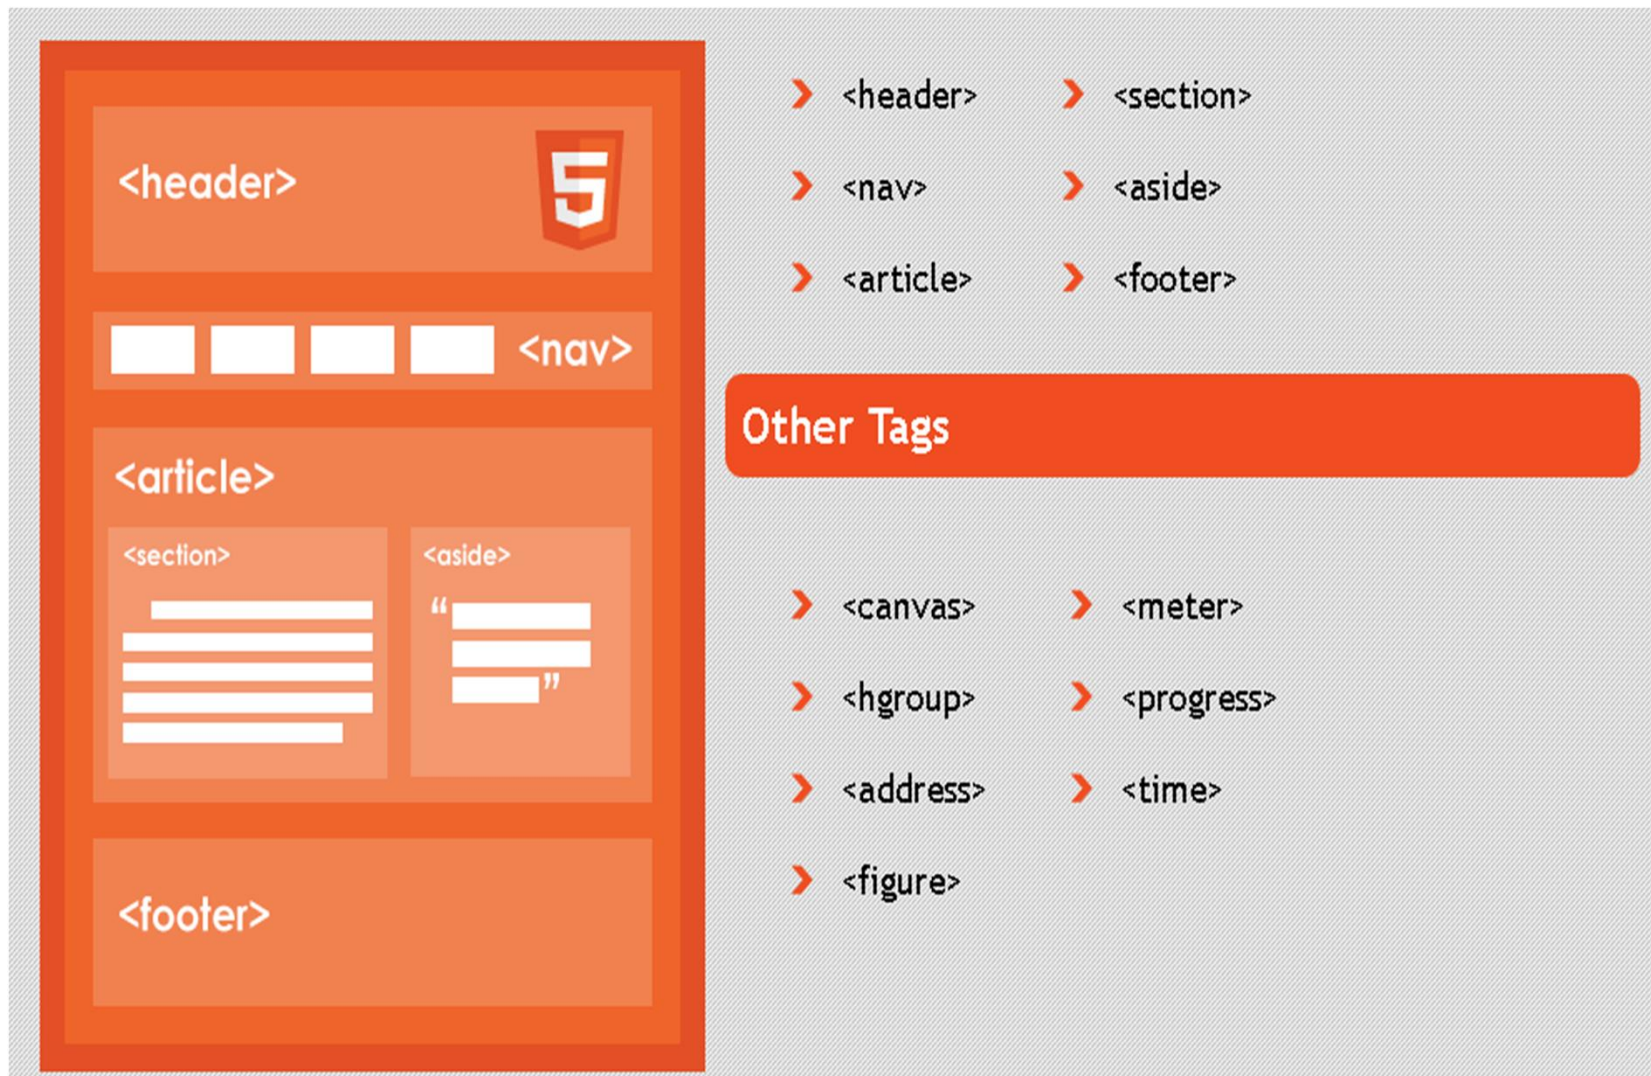 <header>
5
<nav>
<article>
<section>
<aside>
“
”
<footer>
<header>
<section>
<nav>
<aside>
<article>
<footer>
Other Tags
<canvas>
<meter>
<hgroup>
<progress>
<address>
<time>
<figure>